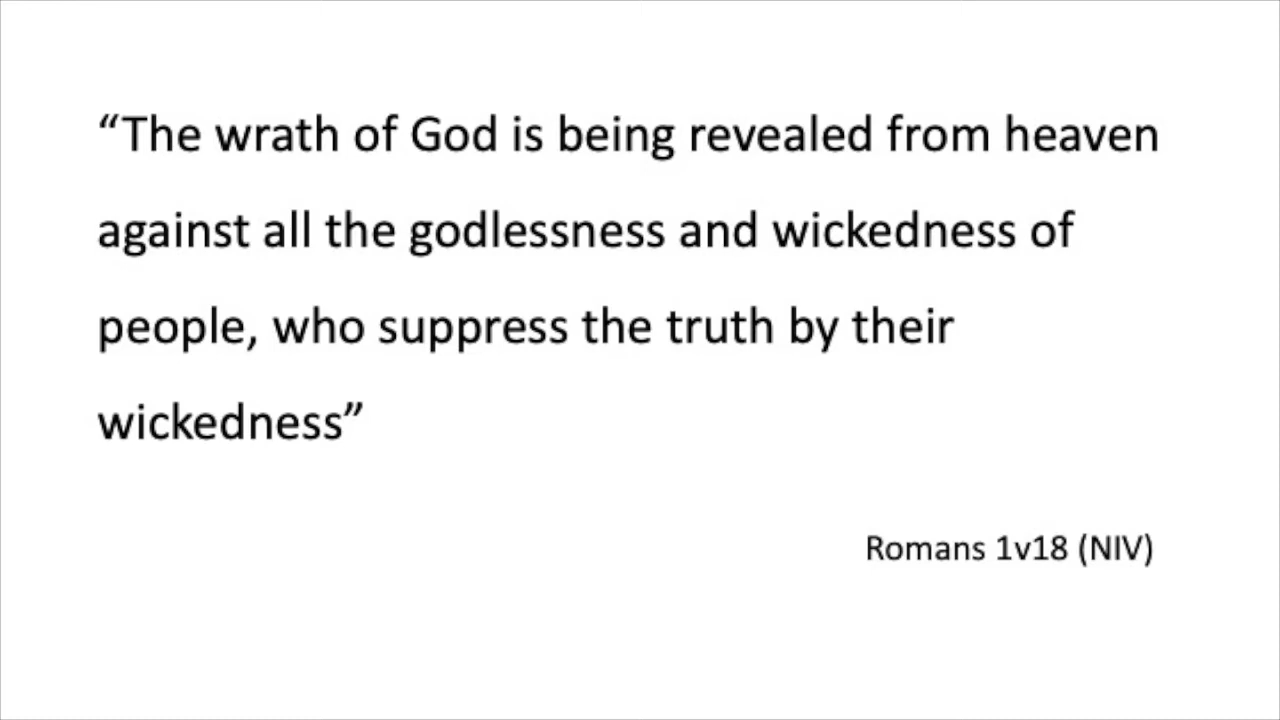 “The wrath of God is being revealed from heaven
against all the godlessness and wickedness of
people, who suppress the truth by their
wickedness”
Romans 1v18 (NIV)